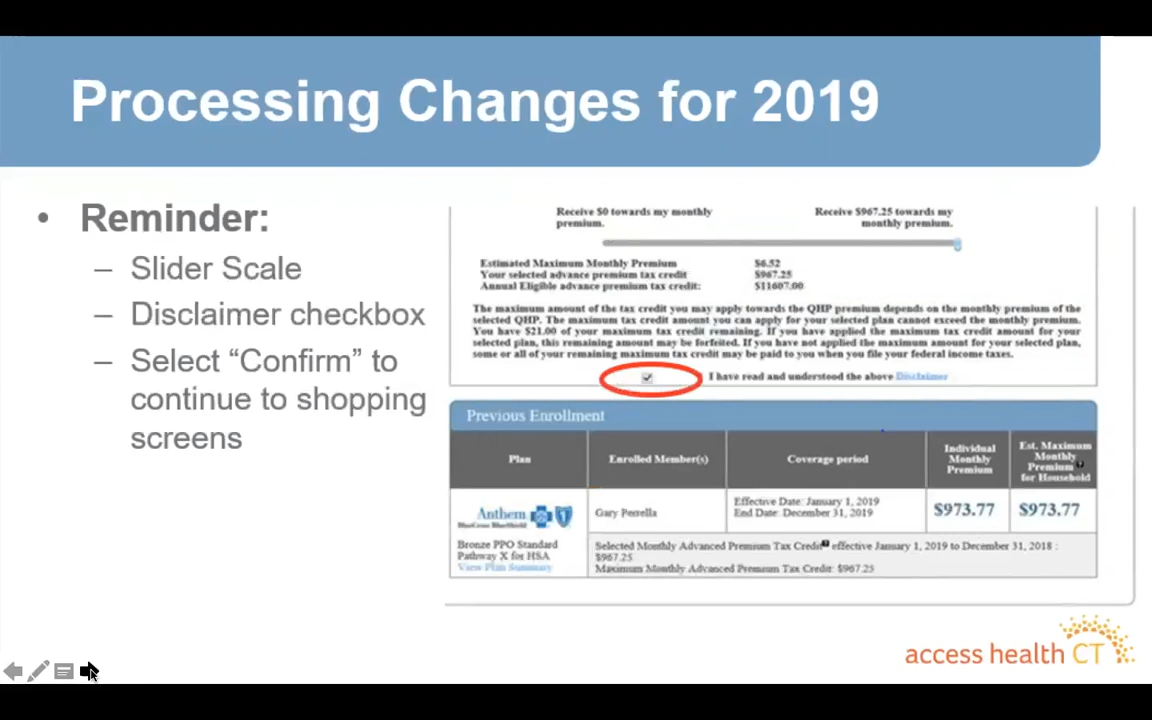 Processing Changes for 2019
• Reminder:
– Slider Scale
– Disclaimer checkbox
– Select “Confirm” to
continue to shopping
screens
Receive $0 towards my monthly
premium.
Receive $967.25 towards my
monthly premium.
Estimated Maximum Monthly Premium $6.52
Your selected advance premium tax credit $967.25
Annual Eligible advance premium tax credit: $11607.00
The maximum amount of the tax credit you may apply towards the QHP premium depends on the monthly premium of the
selected QHP. The maximum tax credit amount you can apply for your selected plan cannot exceed the monthly premium.
You have $21.00 of your maximum tax credit remaining. If you have applied the maximum tax credit amount for your
selected plan, this remaining amount may be forfeited. If you have not applied the maximum amount for your selected plan,
some or all of your remaining maximum tax credit may be paid to you when you file your federal income taxes.
I have read and understood the above Disclaimer
Previous Enrollment
Plan
Enrolled Member(s)
Coverage period
Individual
Monthly
Premium
Est. Maximum
Monthly
Premium
for Household
Anthem
BlueCross BlueShield
Bronze PPO Standard
Pathway X for HSA
View Plan Summary
Gary Perrella
Effective Date: January 1, 2019
End Date: December 31, 2019
$973.77
$973.77
Selected Monthly Advanced Premium Tax Credit effective January 1, 2019 to December 31, 2018 :
$967.25
Maximum Monthly Advanced Premium Tax Credit: $967.25
access health CT